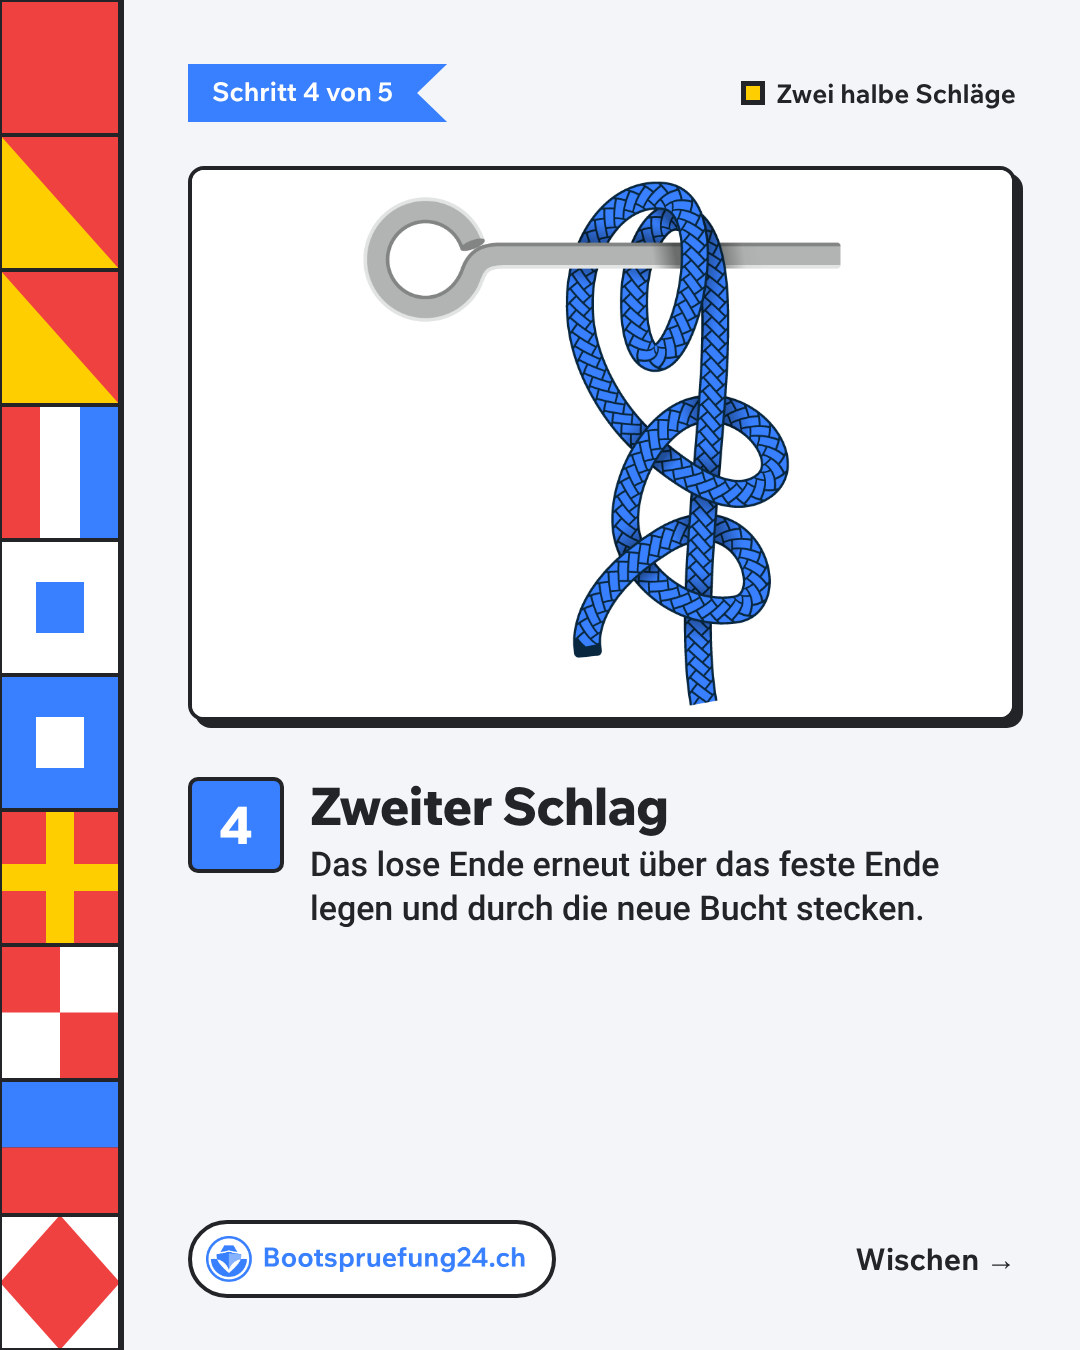 Schritt 4 von 5
Zwei halbe Schläge
4
Zweiter Schlag
Das lose Ende erneut über das feste Ende
legen und durch die neue Bucht stecken.
Bootspruefung24.ch
Wischen →